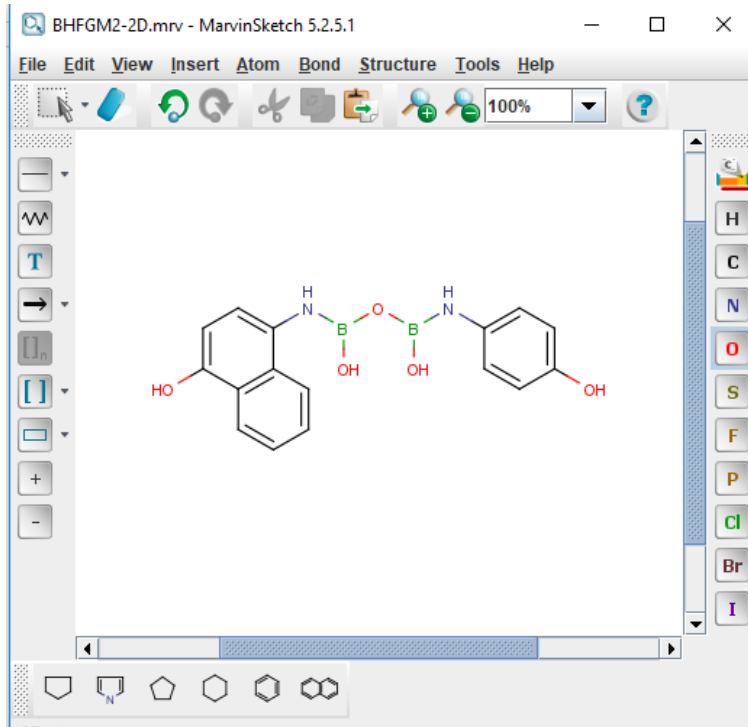 BHFGM2-2D.mrv - MarvinSketch 5.2.5.1
File Edit View Insert Atom Bond Structure Tools Help
100% ?
C
T
[ ]n
[ ]
+
-
H
C
N
O
S
F
P
Cl
Br
I
H H
N O N
B B
HO OH OH OH
N